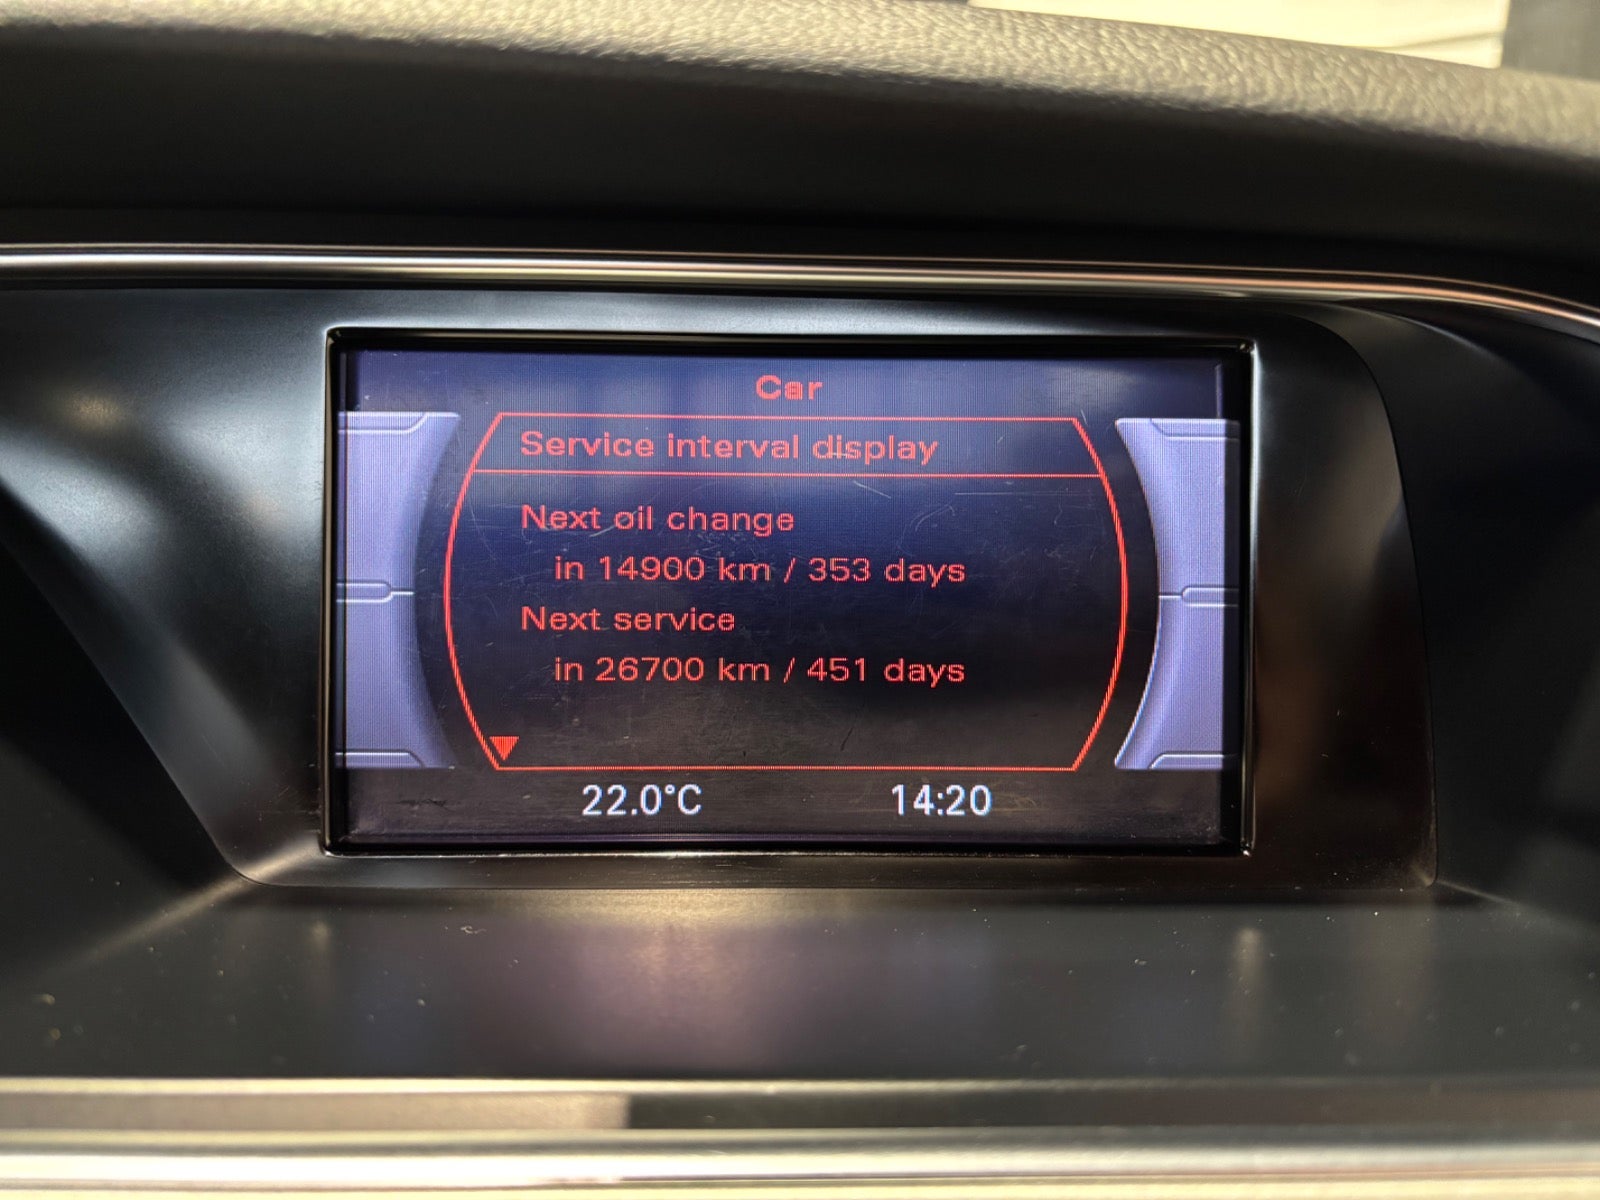 Car
Service interval display
Next oil change
in 14900 km / 353 days
Next service
in 26700 km / 451 days
22.0°C 14:20